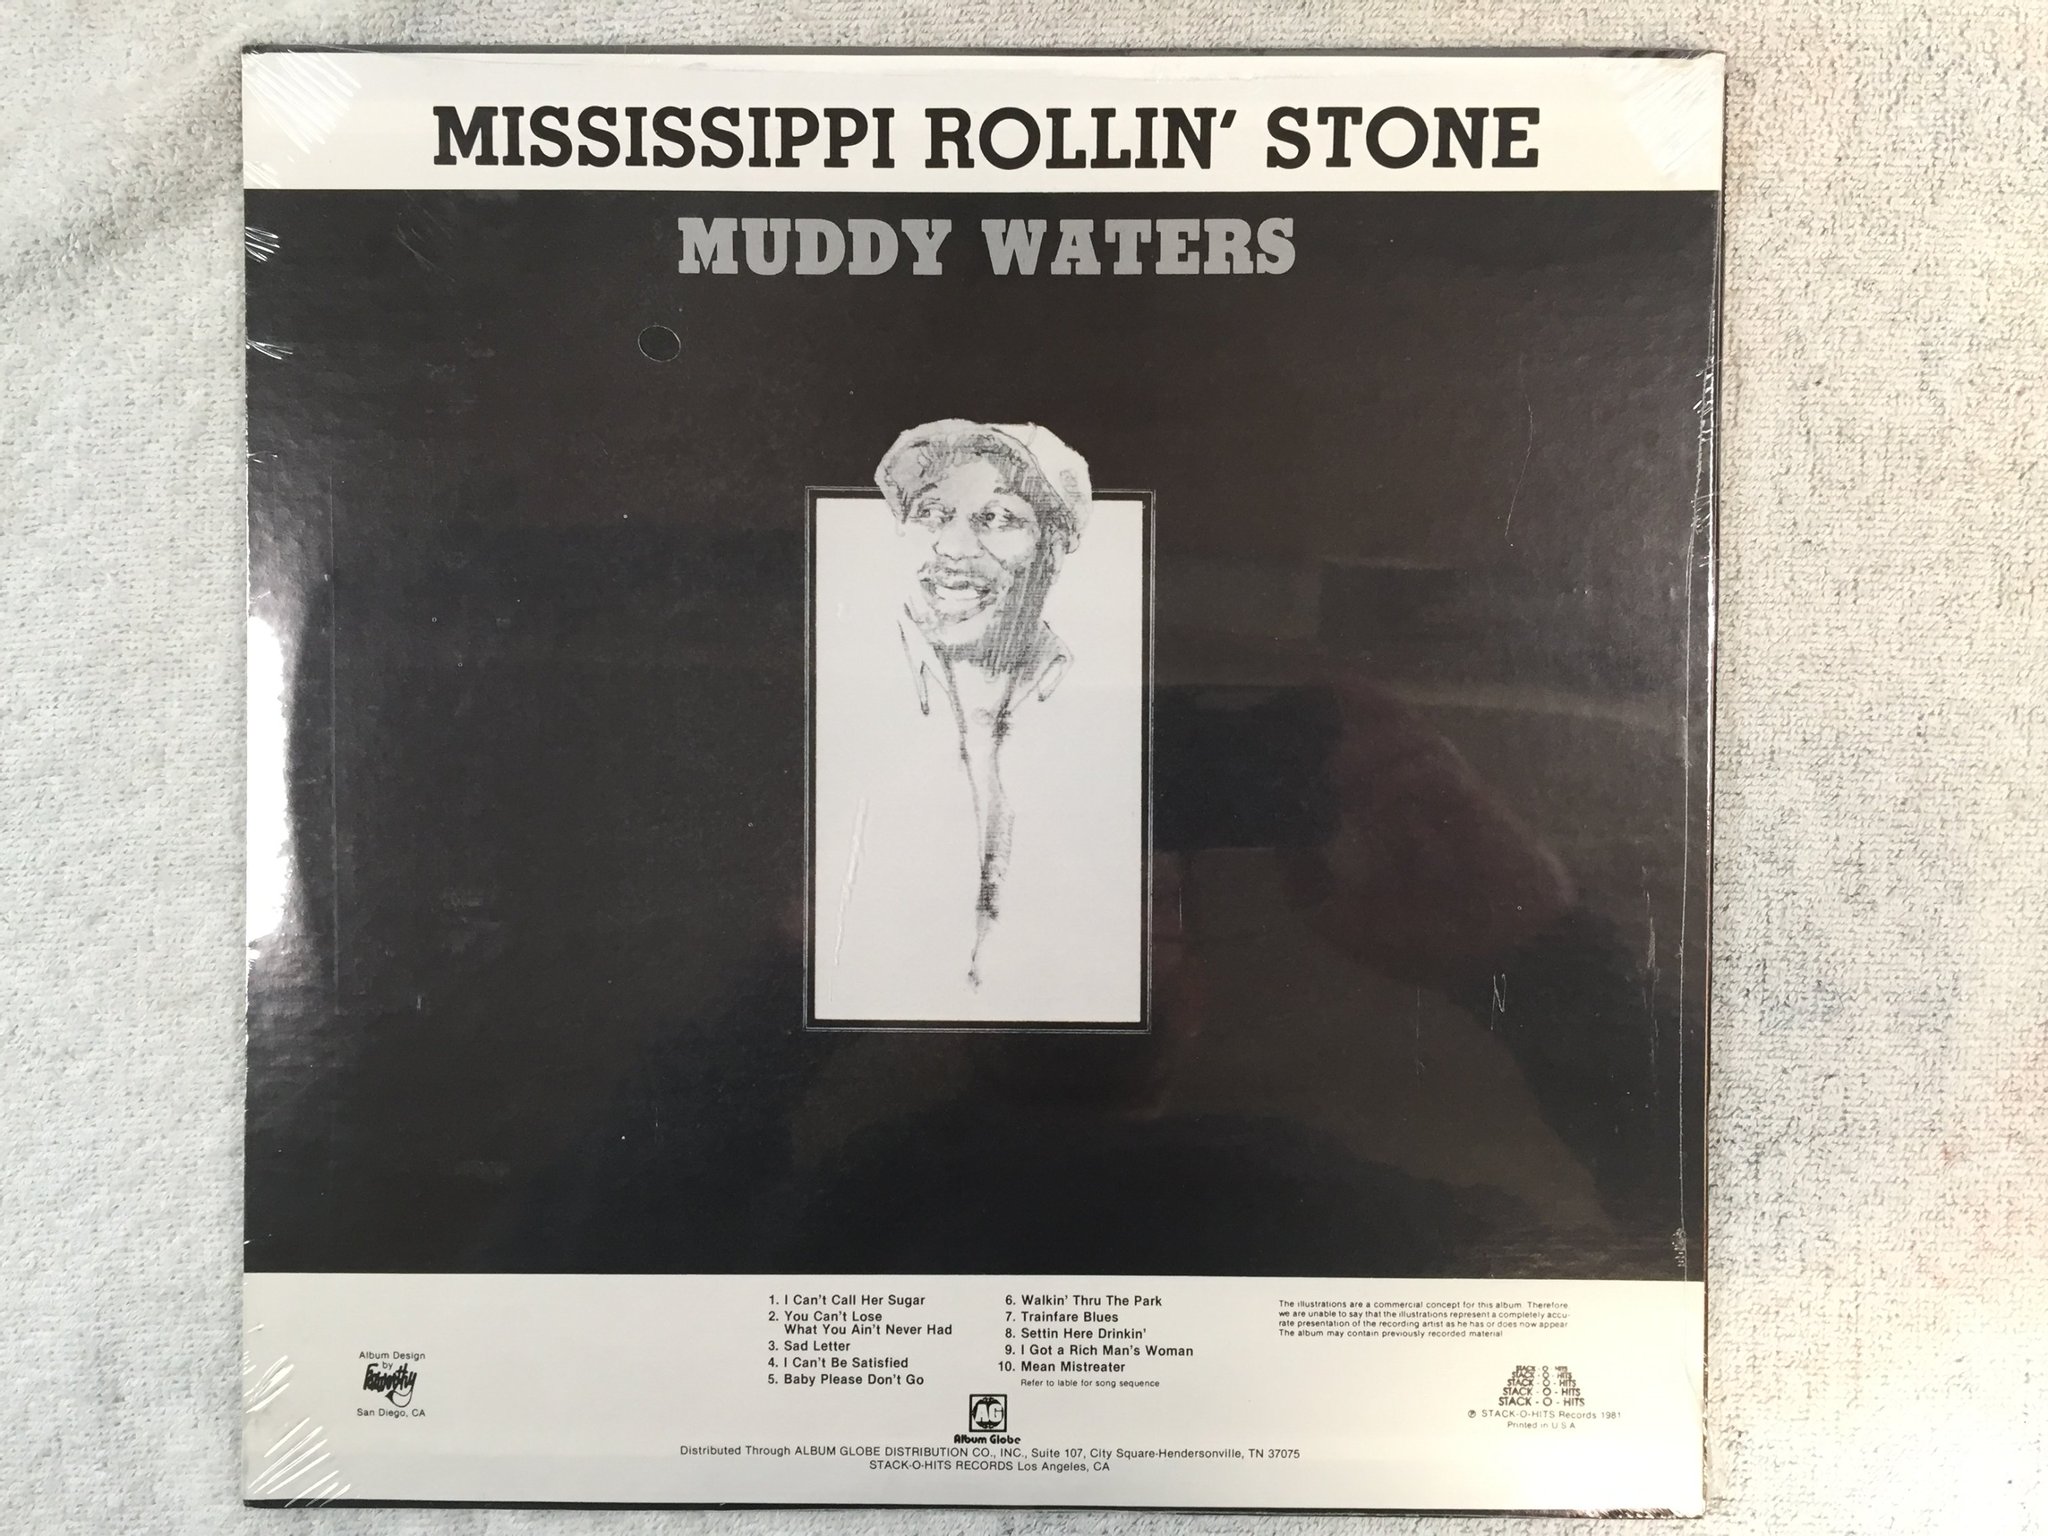 MISSISSIPPI ROLLIN' STONE
MUDDY WATERS
1. I Can't Call Her Sugar
2. You Can't Lose
What You Ain't Never Had
3. Sad Letter
4. I Can't Be Satisfied
5. Baby Please Don't Go
6. Walkin' Thru The Park
7. Trainfare Blues
8. Settin Here Drinkin'
9. I Got a Rich Man's Woman
10. Mean Mistreater
Refer to lable for song sequence
The illustrations are a commercial concept for this album. Therefore
we are unable to say that the illustrations represent a completely accu-
rate presentation of the recording artist as he has or does now appear
The album may contain previously recorded material
Album Design
by
San Diego, CA
STACK - O - HITS
STACK - O - HITS
STACK - O - HITS
STACK - O - HITS
STACK - O - HITS
℗ STACK-O-HITS Records 1981
Printed in U.S.A
AG
Album Globe
Distributed Through ALBUM GLOBE DISTRIBUTION CO., INC., Suite 107, City Square-Hendersonville, TN 37075
STACK-O-HITS RECORDS Los Angeles, CA